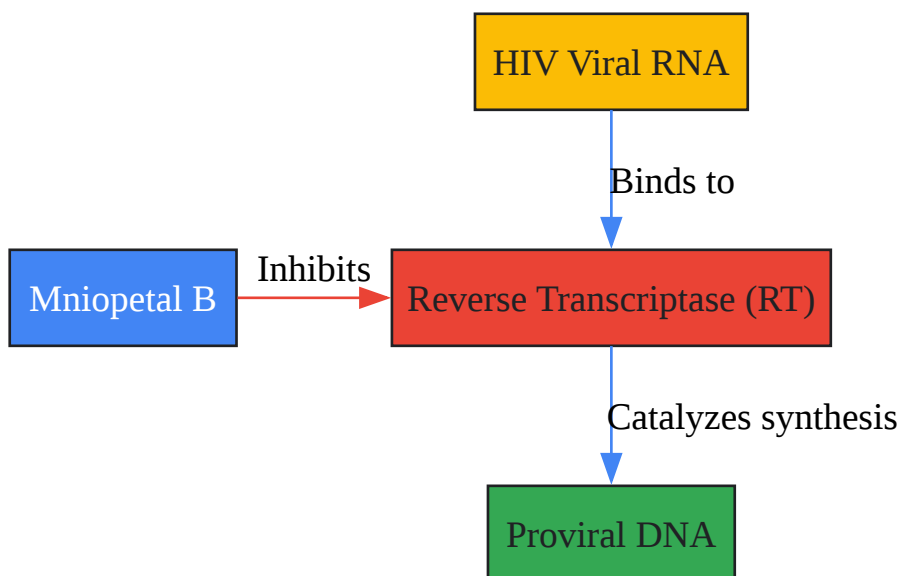 HIV Viral RNA
Binds to
Inhibits
Mniopetal B
Reverse Transcriptase (RT)
Catalyzes synthesis
Proviral DNA